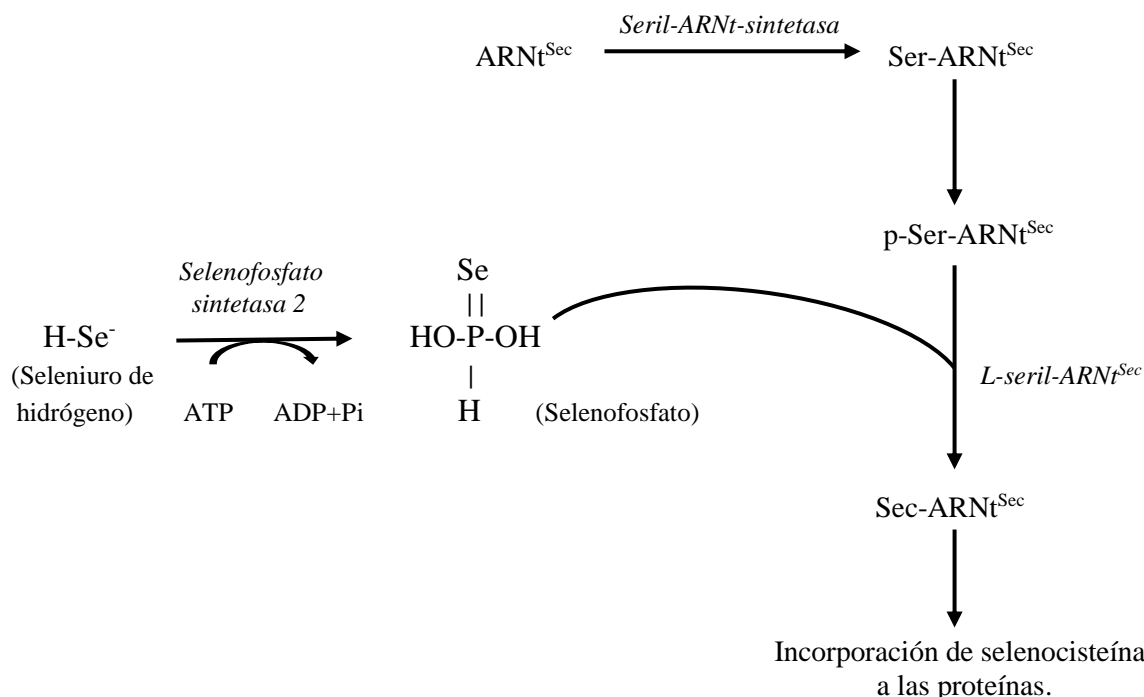 Seril-ARNt-sintetasa
ARNt^Sec Ser-ARNt^Sec
p-Ser-ARNt^Sec
Selenofosfato
sintetasa 2
Se
||
H-Se^- HO-P-OH
(Seleniuro de
hidrógeno)
|
ATP ADP+Pi H (Selenofosfato)
L-seril-ARNt^Sec
Sec-ARNt^Sec
Incorporación de selenocisteína
a las proteínas.